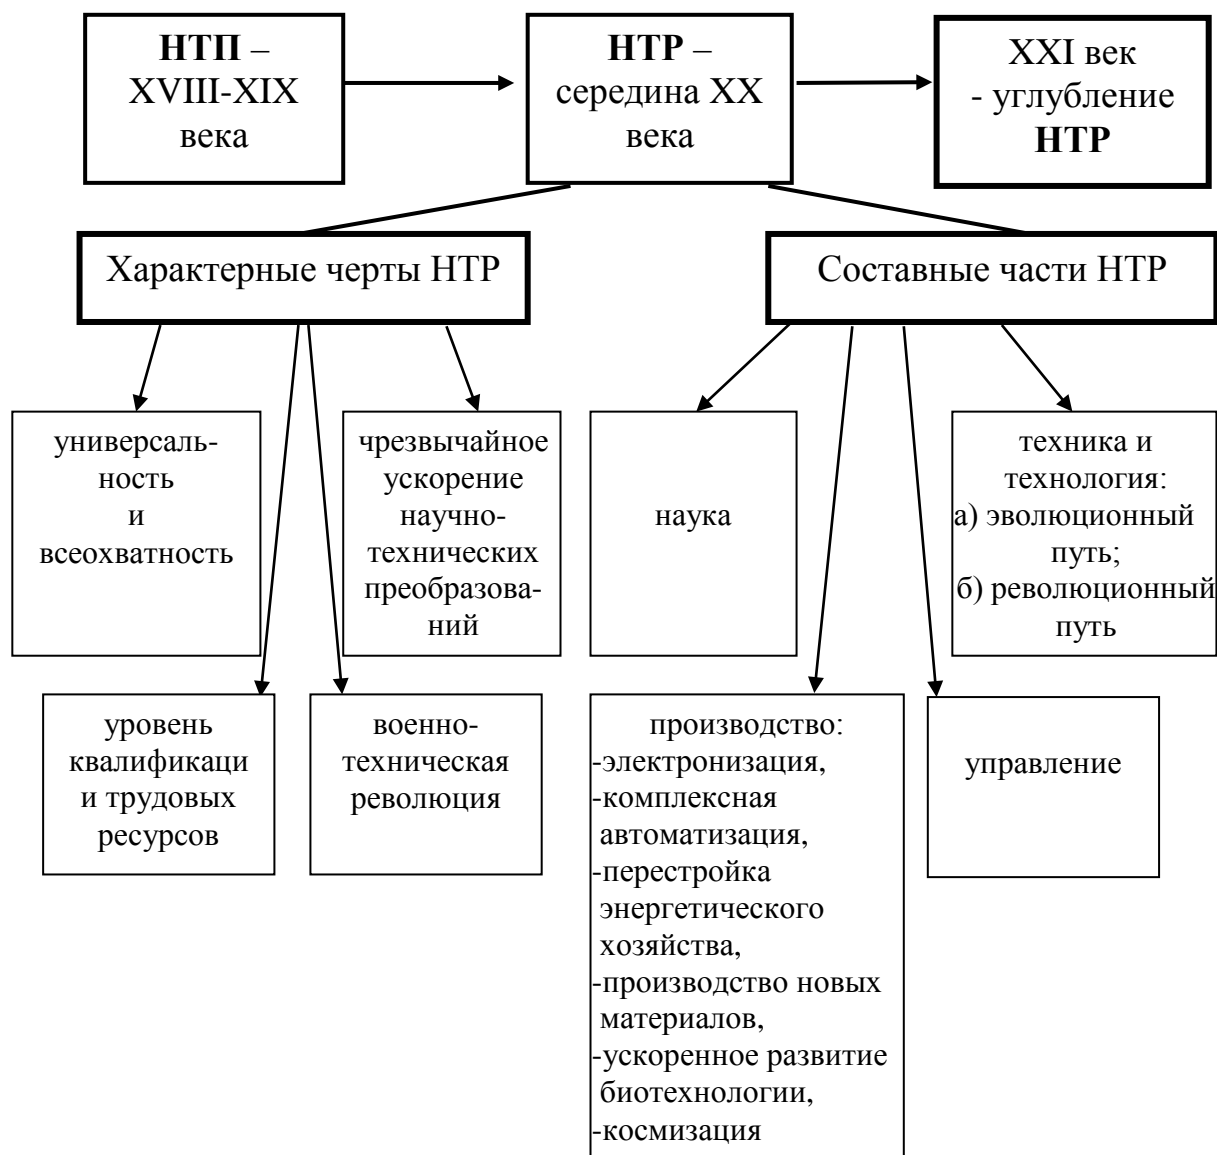 НТП –
XVIII-XIX
века
НТР –
середина XX
века
XXI век
- углубление
НТР
Характерные черты НТР
Составные части НТР
универсаль-
ность
и
всеохватность
чрезвычайное
ускорение
научно-
технических
преобразова-
ний
наука
техника и
технология:
а) эволюционный
путь;
б) революционный
путь
уровень
квалификаци
и трудовых
ресурсов
военно-
техническая
революция
производство:
-электронизация,
-комплексная
автоматизация,
-перестройка
энергетического
хозяйства,
-производство новых
материалов,
-ускоренное развитие
биотехнологии,
-космизация
управление